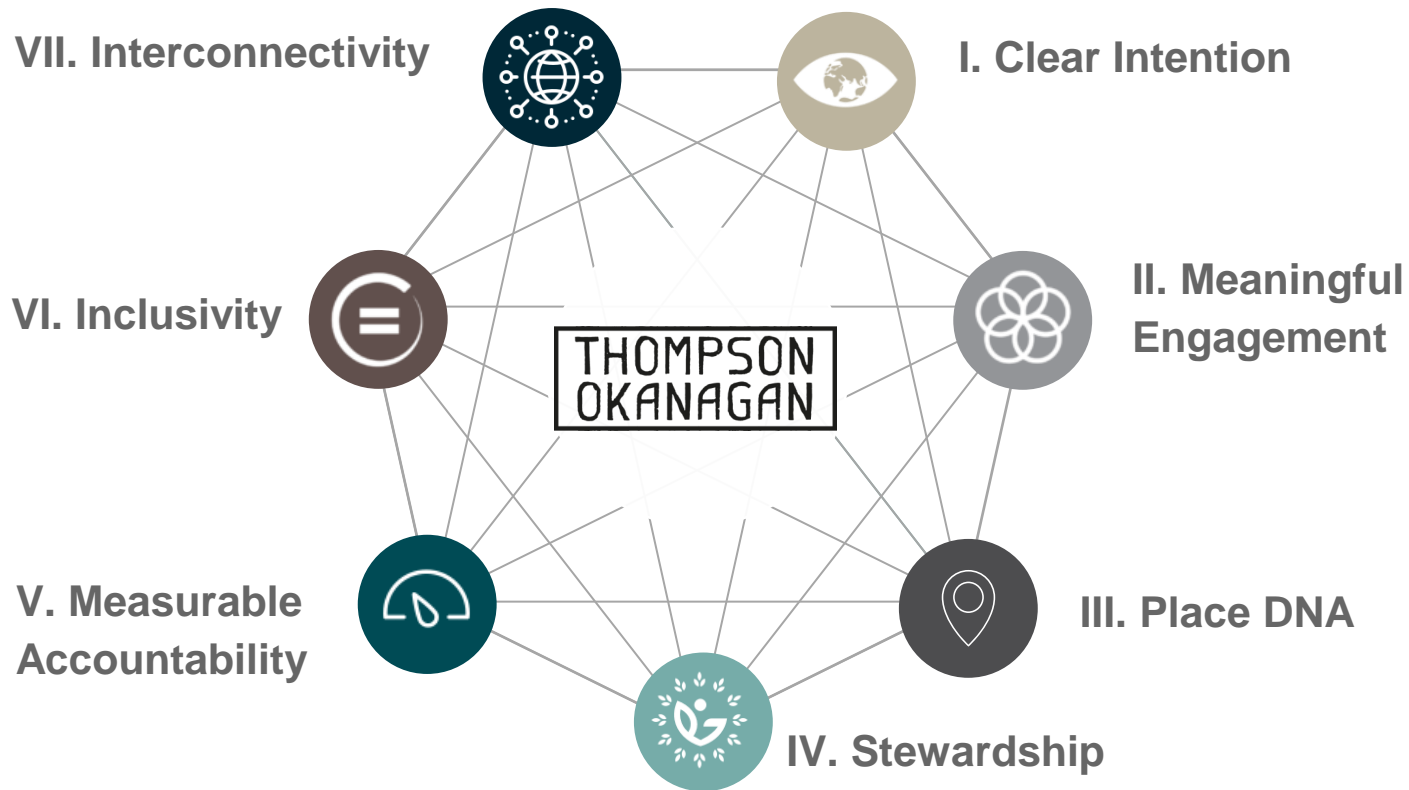 VII. Interconnectivity
I. Clear Intention
II. Meaningful
Engagement
VI. Inclusivity
THOMPSON
OKANAGAN
V. Measurable
Accountability
III. Place DNA
IV. Stewardship